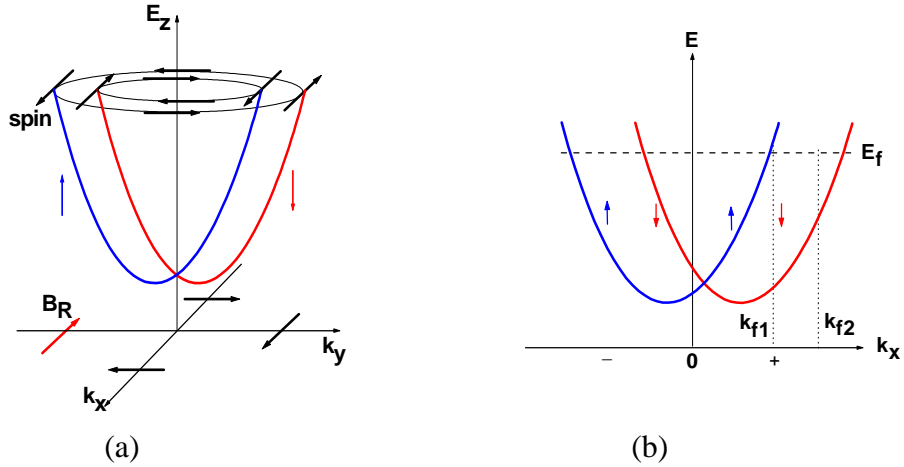 E_z
spin
B_R
k_y
k_x
(a)
E
E_f
k_f1
k_f2
− 0 + k_x
(b)